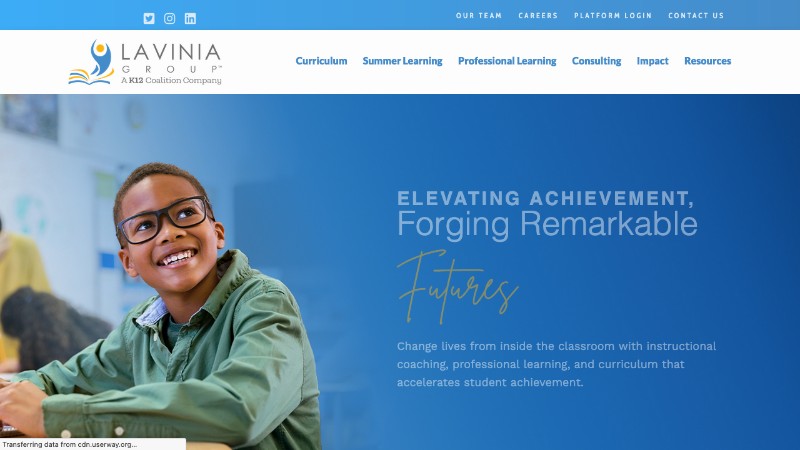 OUR TEAM CAREERS PLATFORM LOGIN CONTACT US
LAVINIA
GROUP™
A K12 Coalition Company
Curriculum Summer Learning Professional Learning Consulting Impact Resources
ELEVATING ACHIEVEMENT,
Forging Remarkable
Futures
Change lives from inside the classroom with instructional
coaching, professional learning, and curriculum that
accelerates student achievement.
Transferring data from cdn.userway.org...